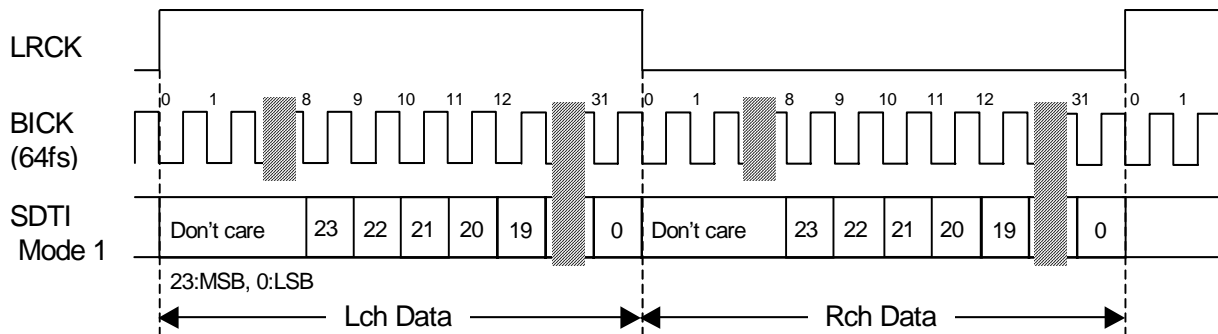 LRCK
0 1 8 9 10 11 12 31 0 1 8 9 10 11 12 31 0 1
BICK
(64fs)
SDTI
Mode 1
Don't care 23 22 21 20 19 0 Don't care 23 22 21 20 19 0
23:MSB, 0:LSB
Lch Data Rch Data